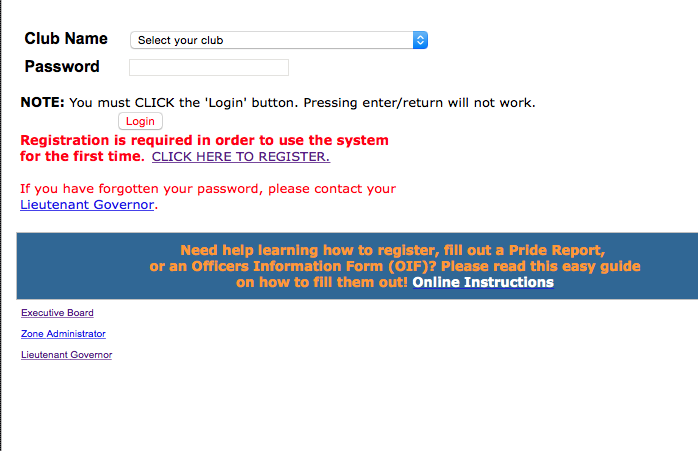 Club Name Select your club
Password
NOTE: You must CLICK the 'Login' button. Pressing enter/return will not work.
Login
Registration is required in order to use the system
for the first time. CLICK HERE TO REGISTER.
If you have forgotten your password, please contact your
Lieutenant Governor.
Need help learning how to register, fill out a Pride Report,
or an Officers Information Form (OIF)? Please read this easy guide
on how to fill them out! Online Instructions
Executive Board
Zone Administrator
Lieutenant Governor